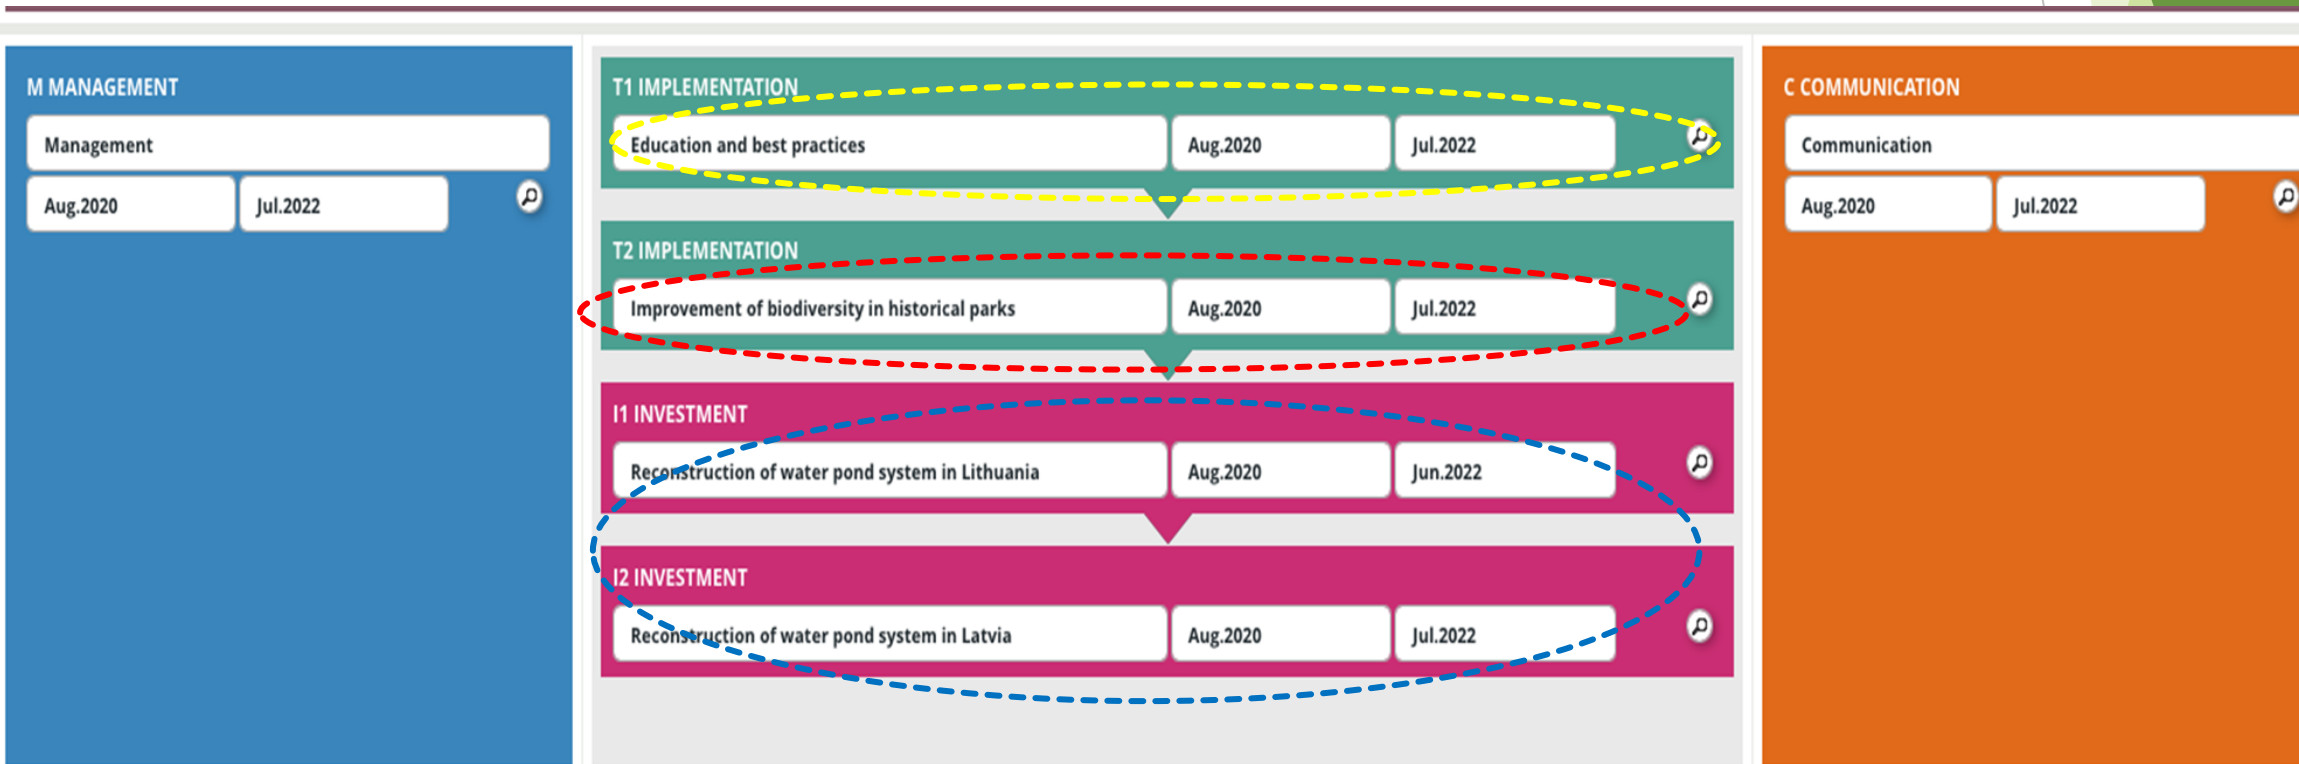 M MANAGEMENT
Management
Aug.2020 Jul.2022
T1 IMPLEMENTATION
Education and best practices Aug.2020 Jul.2022
T2 IMPLEMENTATION
Improvement of biodiversity in historical parks Aug.2020 Jul.2022
I1 INVESTMENT
Reconstruction of water pond system in Lithuania Aug.2020 Jun.2022
I2 INVESTMENT
Reconstruction of water pond system in Latvia Aug.2020 Jul.2022
C COMMUNICATION
Communication
Aug.2020 Jul.2022